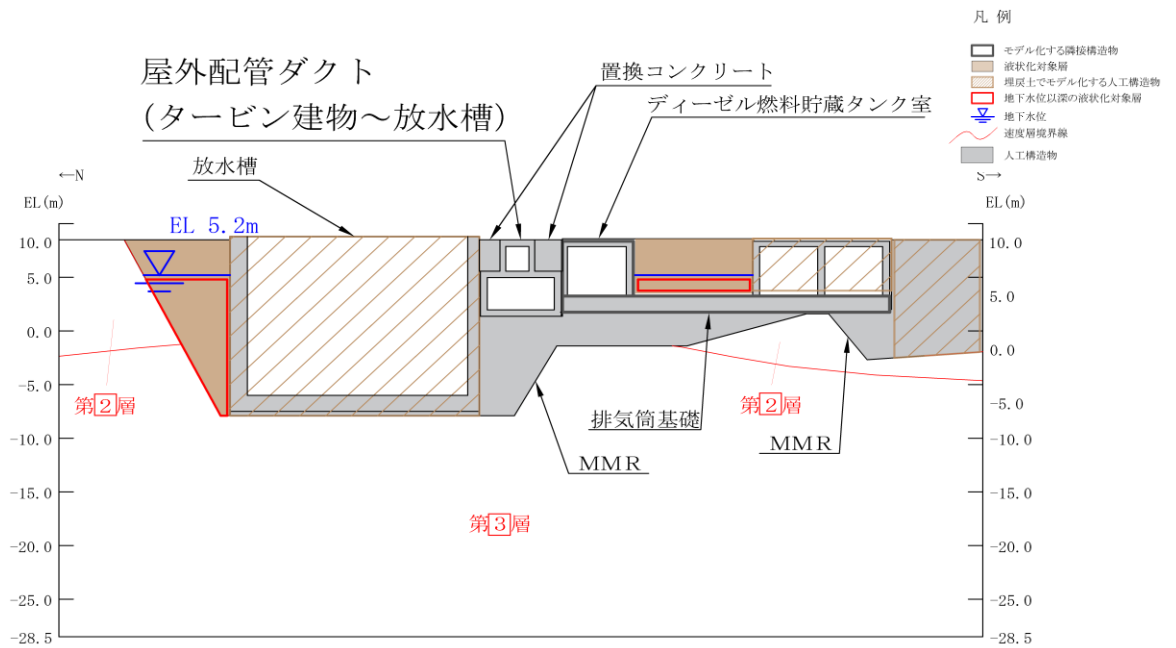 凡 例
モデル化する隣接構造物
液状化対象層
埋戻土でモデル化する人工構造物
地下水位以深の液状化対象層
地下水位
速度層境界線
人工構造物
屋外配管ダクト
(タービン建物～放水槽)
置換コンクリート
ディーゼル燃料貯蔵タンク室
放水槽
←N
S→
EL(m)
EL(m)
EL 5.2m
10.0
5.0
0.0
-5.0
-10.0
-15.0
-20.0
-25.0
-28.5
10.0
5.0
0.0
-5.0
-10.0
-15.0
-20.0
-25.0
-28.5
第2層
第2層
排気筒基礎
MMR
MMR
第3層